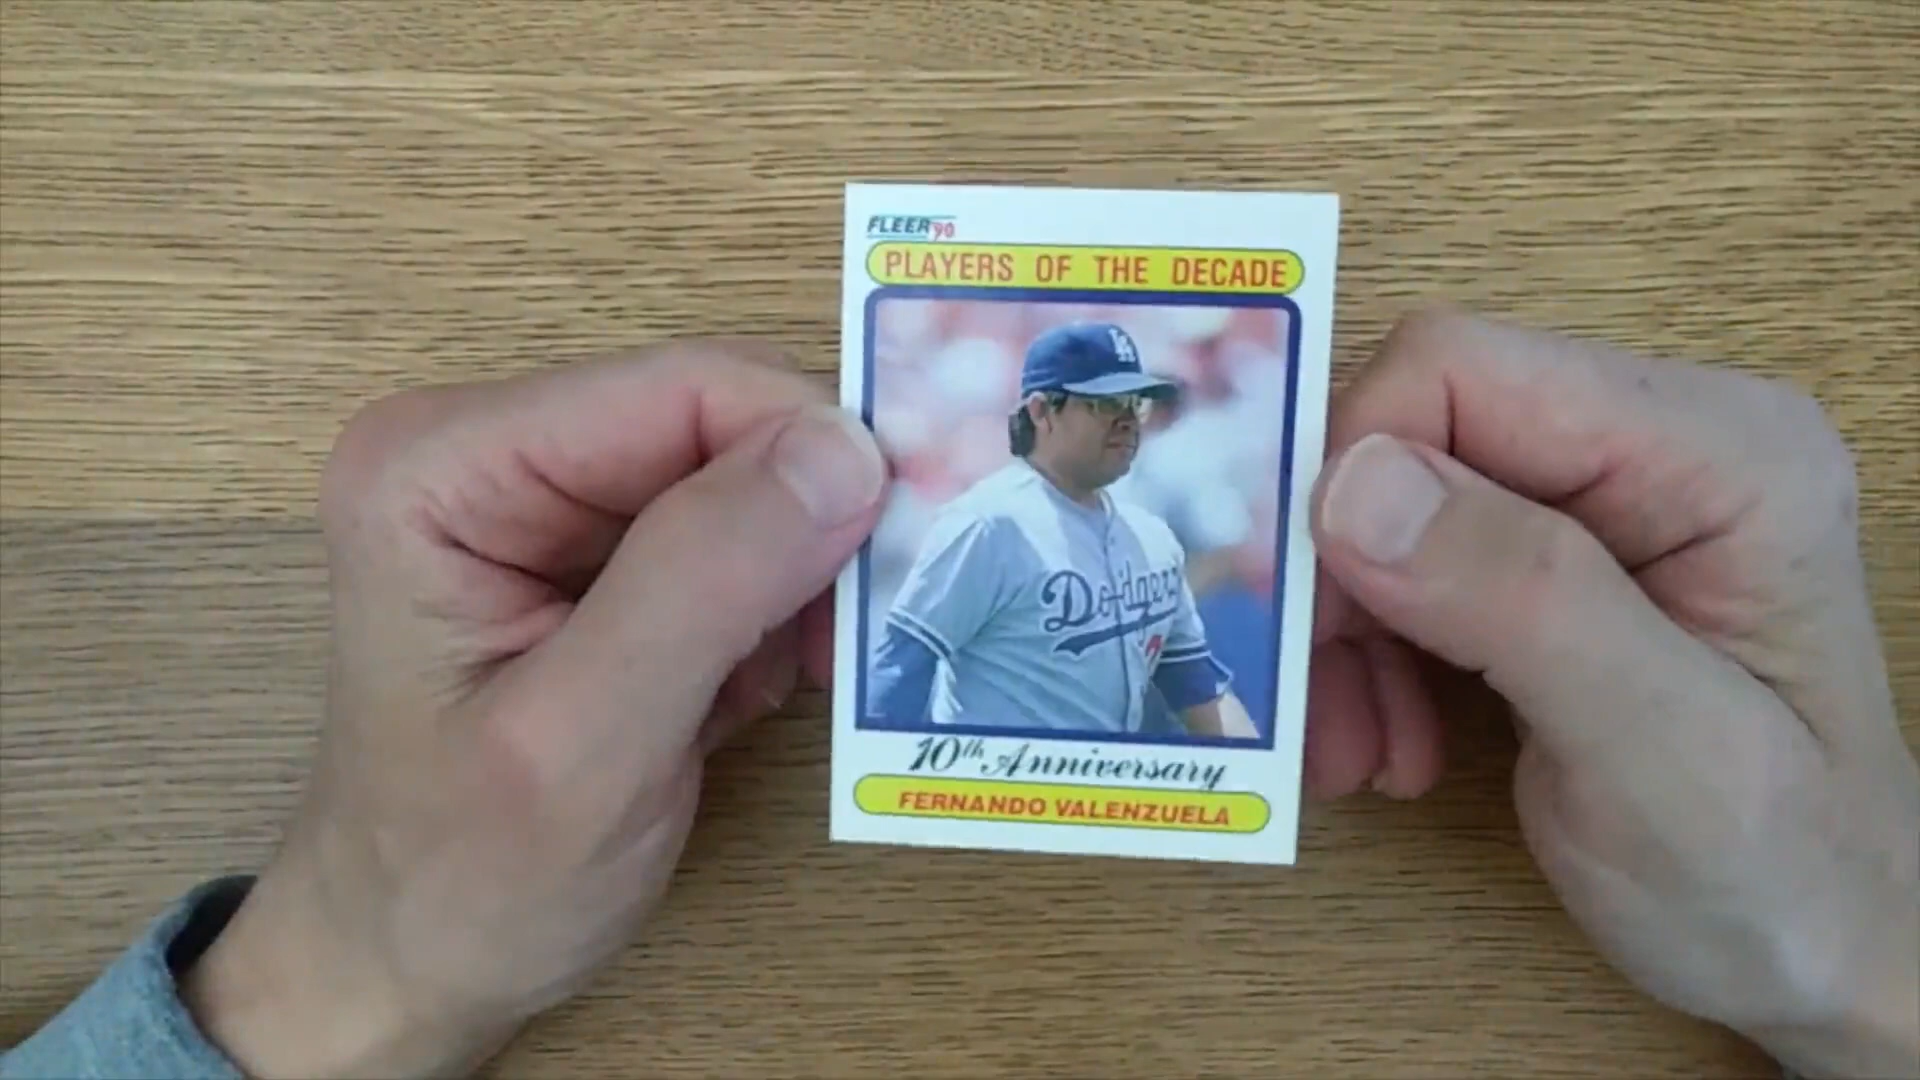 FLEER '90
PLAYERS OF THE DECADE
LA
Dodgers
10th Anniversary
FERNANDO VALENZUELA